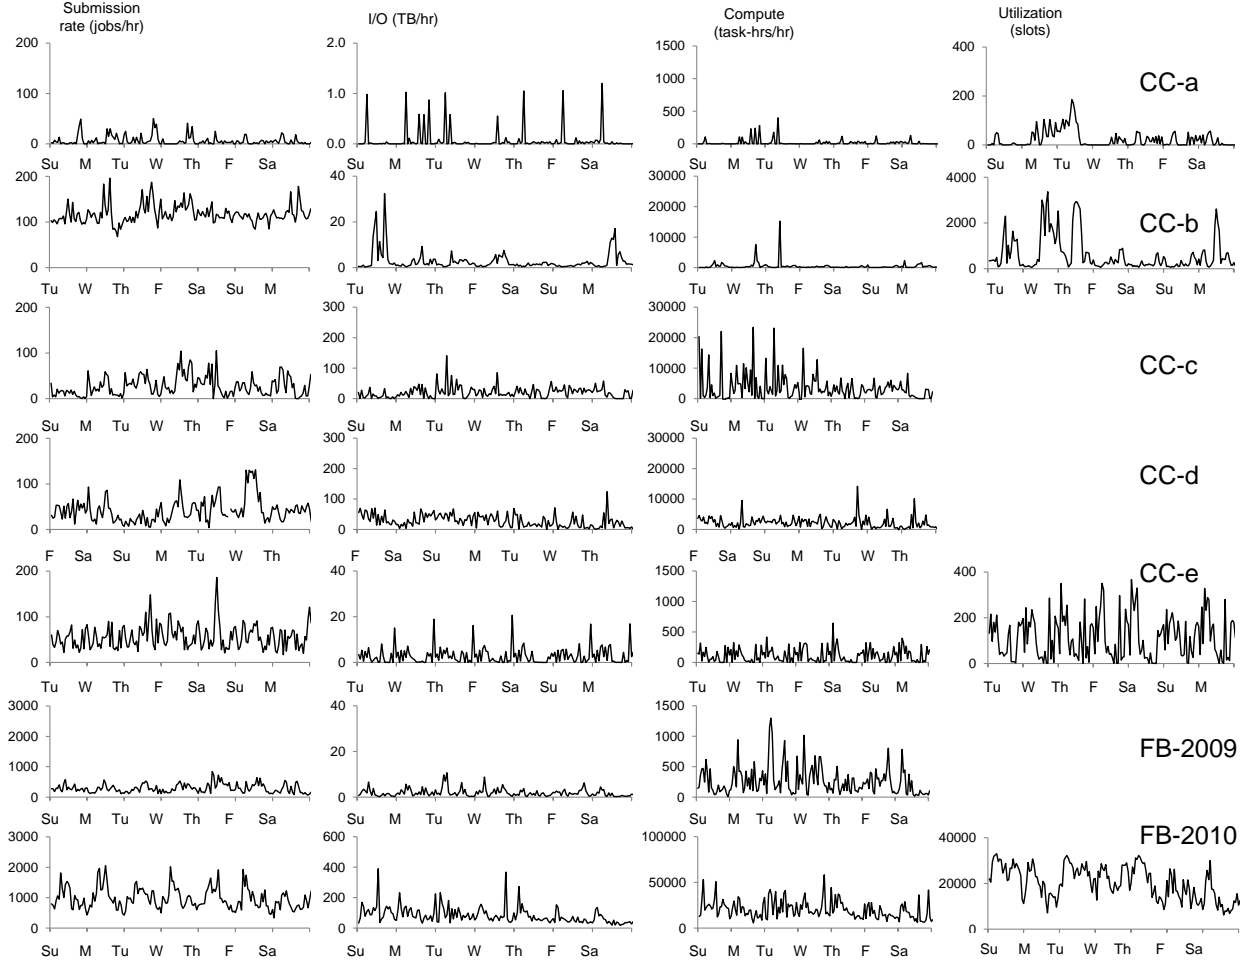 Submission
rate (jobs/hr)
I/O (TB/hr)
Compute
(task-hrs/hr)
Utilization
(slots)
200
100
0
Su M Tu W Th F Sa
2.0
1.0
0.0
Su M Tu W Th F Sa
1500
1000
500
0
Su M Tu W Th F Sa
400
200
0
Su M Tu W Th F Sa
CC-a
200
100
0
Tu W Th F Sa Su M
40
20
0
Tu W Th F Sa Su M
30000
20000
10000
0
Tu W Th F Sa Su M
4000
2000
0
Tu W Th F Sa Su M
CC-b
200
100
0
Su M Tu W Th F Sa
300
200
100
0
Su M Tu W Th F Sa
30000
20000
10000
0
Su M Tu W Th F Sa
CC-c
200
100
0
F Sa Su M Tu W Th
300
200
100
0
F Sa Su M Tu W Th
30000
20000
10000
0
F Sa Su M Tu W Th
CC-d
200
100
0
Tu W Th F Sa Su M
40
20
0
Tu W Th F Sa Su M
1500
1000
500
0
Tu W Th F Sa Su M
400
200
0
Tu W Th F Sa Su M
CC-e
3000
2000
1000
0
Su M Tu W Th F Sa
40
20
0
Su M Tu W Th F Sa
1500
1000
500
0
Su M Tu W Th F Sa
FB-2009
3000
2000
1000
0
Su M Tu W Th F Sa
600
400
200
0
Su M Tu W Th F Sa
100000
50000
0
Su M Tu W Th F Sa
40000
20000
0
Su M Tu W Th F Sa
FB-2010